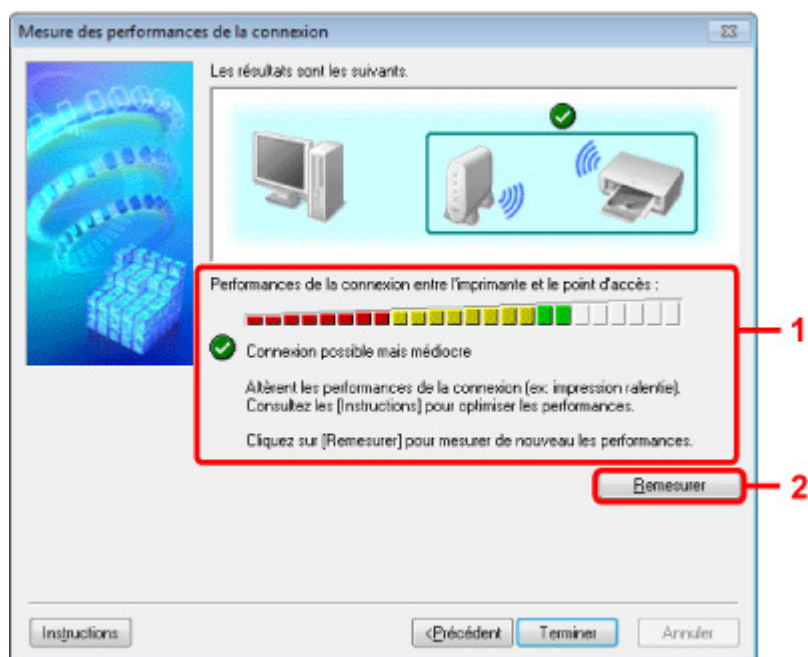 Mesure des performances de la connexion
Les résultats sont les suivants.
Performances de la connexion entre l'imprimante et le point d'accès :
1
Connexion possible mais médiocre
Altèrent les performances de la connexion (ex: impression ralentie).
Consultez les [Instructions] pour optimiser les performances.
Cliquez sur [Remesurer] pour mesurer de nouveau les performances.
Remesurer
2
Instructions
<Précédent
Terminer
Annuler